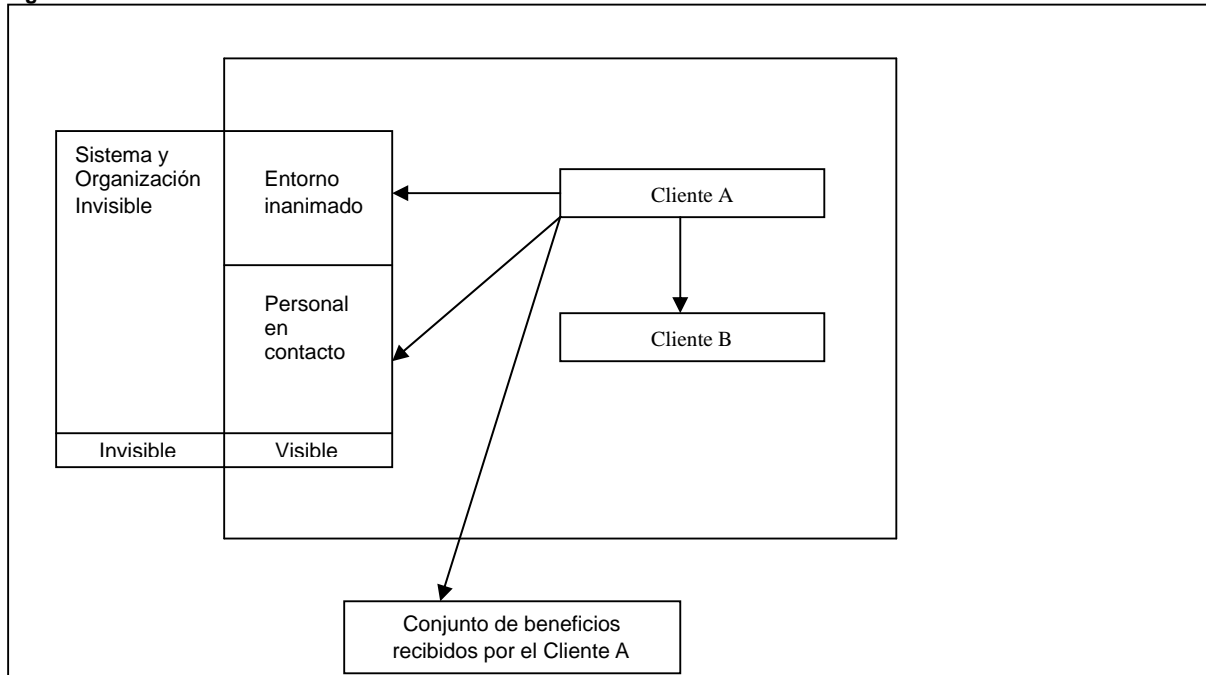 Sistema y
Organización
Invisible
Entorno
inanimado
Cliente A
Personal
en
contacto
Cliente B
Invisible
Visible
Conjunto de beneficios
recibidos por el Cliente A